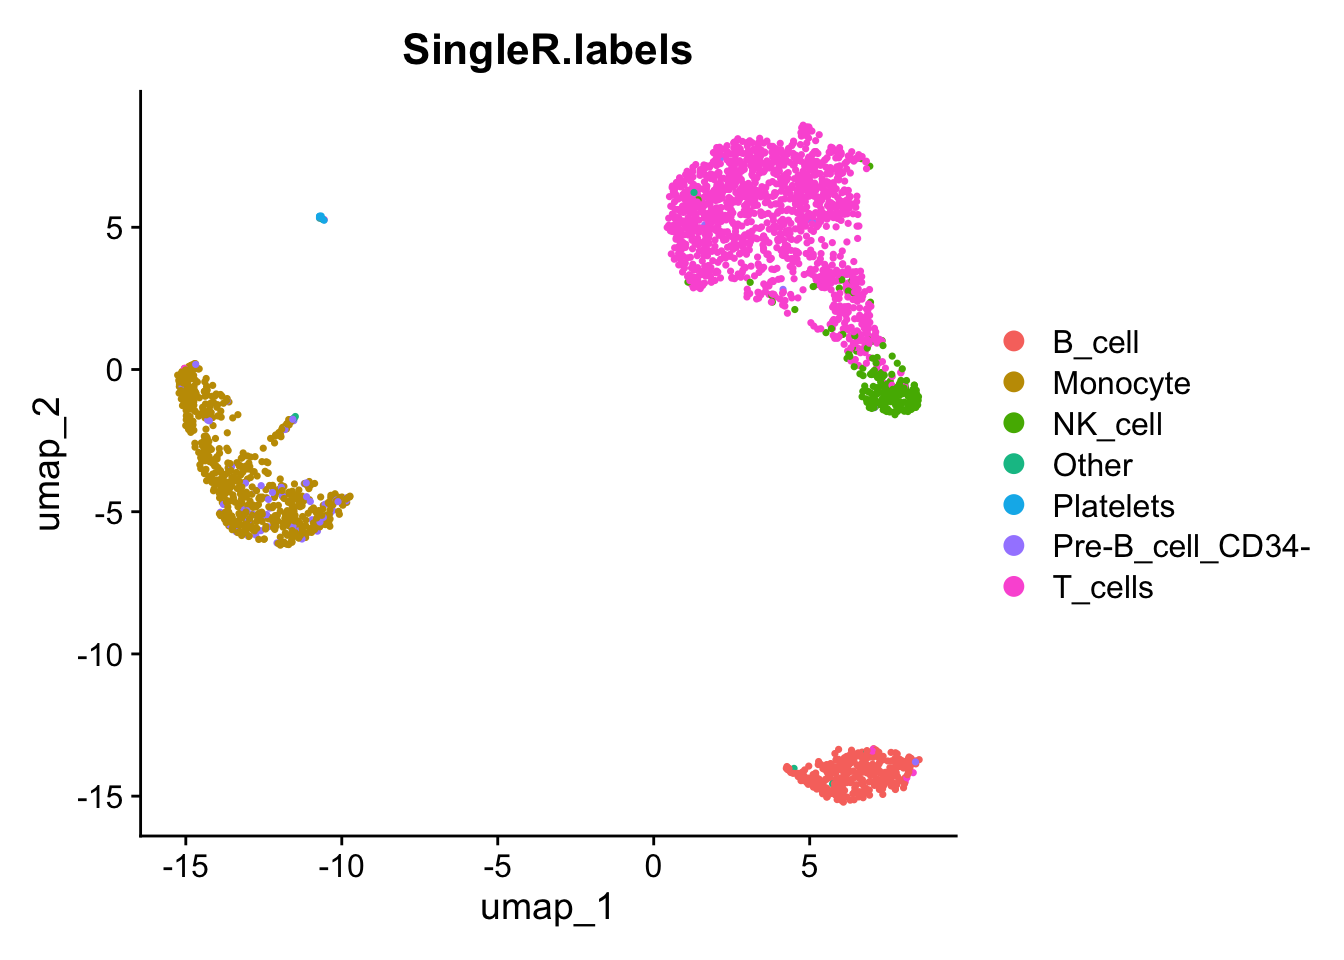 SingleR.labels
umap_2
5
0
-5
-10
-15
-15
-10
-5
0
5
umap_1
B_cell
Monocyte
NK_cell
Other
Platelets
Pre-B_cell_CD34-
T_cells